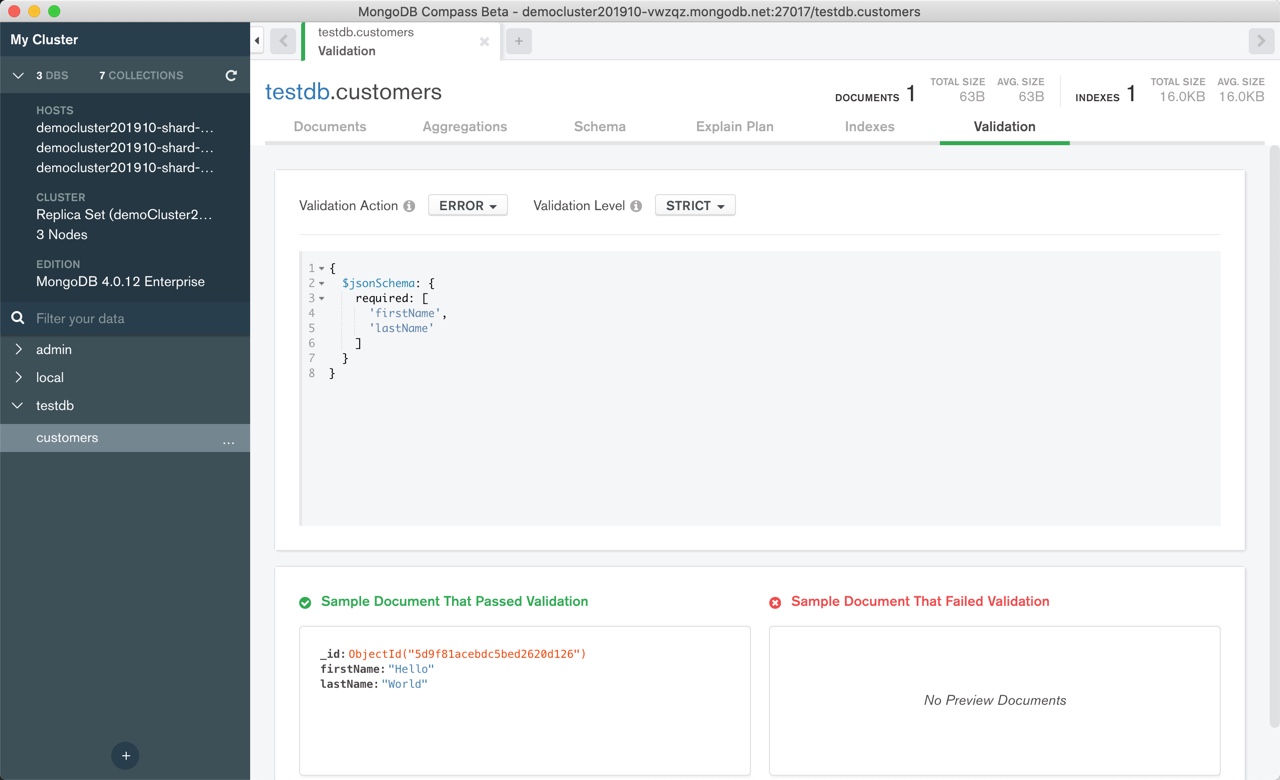 MongoDB Compass Beta - democluster201910-vwzqz.mongodb.net:27017/testdb.customers
My Cluster
3 DBS 7 COLLECTIONS
HOSTS
democluster201910-shard-...
democluster201910-shard-...
democluster201910-shard-...
CLUSTER
Replica Set (demoCluster2...
3 Nodes
EDITION
MongoDB 4.0.12 Enterprise
Filter your data
admin
local
testdb
customers ...
+
testdb.customers
Validation
+
testdb.customers
DOCUMENTS 1 TOTAL SIZE 63B AVG. SIZE 63B INDEXES 1 TOTAL SIZE 16.0KB AVG. SIZE 16.0KB
Documents Aggregations Schema Explain Plan Indexes Validation
Validation Action ERROR Validation Level STRICT
1 {
2   $jsonSchema: {
3     required: [
4       'firstName',
5       'lastName'
6     ]
7   }
8 }
Sample Document That Passed Validation
_id: ObjectId("5d9f81acebdc5bed2620d126")
firstName: "Hello"
lastName: "World"
Sample Document That Failed Validation
No Preview Documents